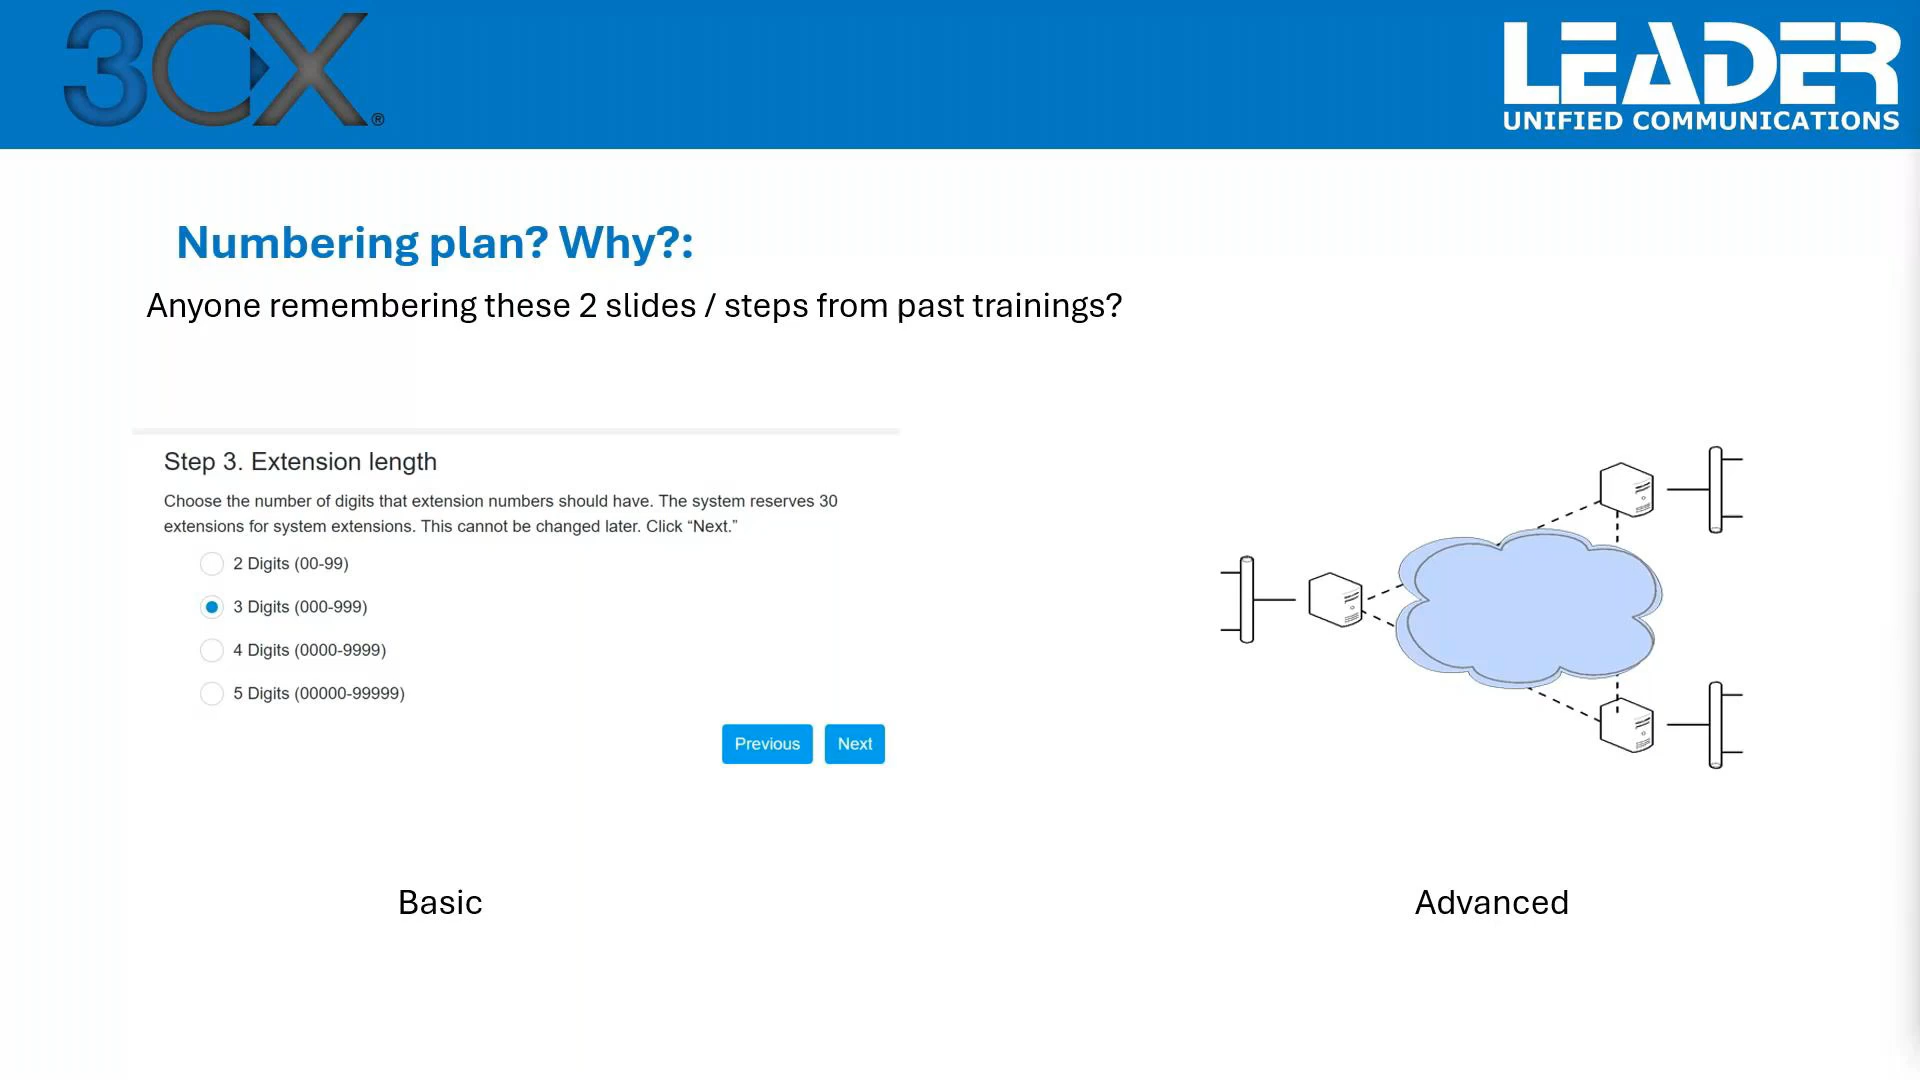 3CX®
LEADER
UNIFIED COMMUNICATIONS
Numbering plan? Why?:
Anyone remembering these 2 slides / steps from past trainings?
Step 3. Extension length
Choose the number of digits that extension numbers should have. The system reserves 30
extensions for system extensions. This cannot be changed later. Click “Next.”
2 Digits (00-99)
3 Digits (000-999)
4 Digits (0000-9999)
5 Digits (00000-99999)
Previous Next
Basic
Advanced